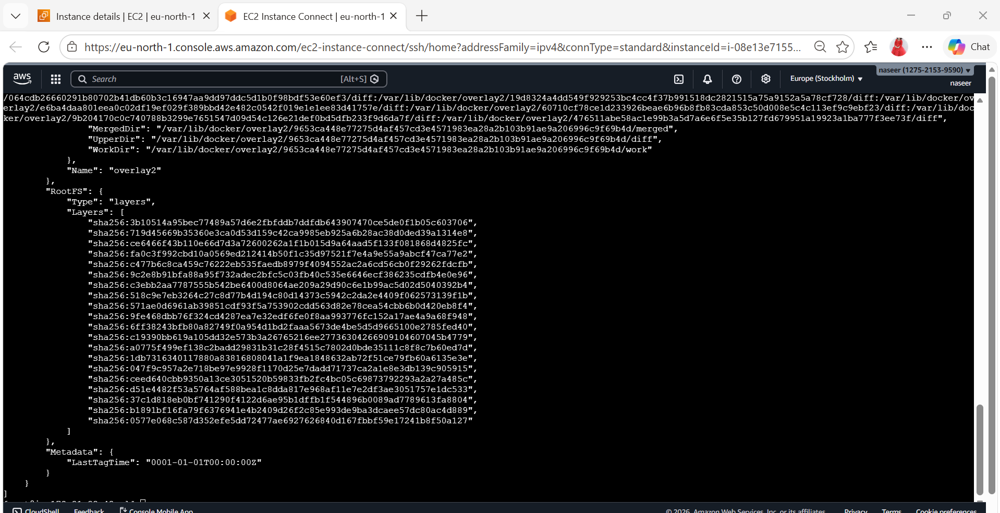 Instance details | EC2 | eu-north-1
EC2 Instance Connect | eu-north-1
https://eu-north-1.console.aws.amazon.com/ec2-instance-connect/ssh/home?addressFamily=ipv4&connType=standard&instanceId=i-08e13e7155...
Chat
aws
Search
[Alt+S]
Europe (Stockholm)
naseer (1275-2153-9590)
naseer
/064cdb26660291b80702b41db60b3c16947aa9dd97ddc5d1b0f98bdf53e60ef3/diff:/var/lib/docker/overlay2/19d8324a4dd549f929253bc4cc4f37b991518dc2821515a75a9152a5a78cf728/diff:/var/lib/docker/ov
erlay2/e6ba4daa801eea0c02df19ef029f389bbd42e482c0542f019e1e1ee83d41757e/diff:/var/lib/docker/overlay2/60710cf78ce1d233926beae6b96b8fb83cda853c50d008e5c4c113ef9c9ebf23/diff:/var/lib/doc
ker/overlay2/9b204170c0c740788b3299e7651547d09d54c126e21def0bd5dfb233f9d6da7f/diff:/var/lib/docker/overlay2/476511abe58ac1e99b3a5d7a6e6f5e35b127fd679951a19923a1ba777f3ee73f/diff",
"MergedDir": "/var/lib/docker/overlay2/9653ca448e77275d4af457cd3e4571983ea28a2b103b91ae9a206996c9f69b4d/merged",
"UpperDir": "/var/lib/docker/overlay2/9653ca448e77275d4af457cd3e4571983ea28a2b103b91ae9a206996c9f69b4d/diff",
"WorkDir": "/var/lib/docker/overlay2/9653ca448e77275d4af457cd3e4571983ea28a2b103b91ae9a206996c9f69b4d/work"
},
"Name": "overlay2"
},
"RootFS": {
"Type": "layers",
"Layers": [
"sha256:3b10514a95bec77489a57d6e2fbfddb7ddfdb643907470ce5de0f1b05c603706",
"sha256:719d45669b35360e3ca0d53d159c42ca9985eb925a6b28ac38d0ded39a1314e8",
"sha256:ce6466f43b110e66d7d3a72600262a1f1b015d9a64aad5f133f081868d4825fc",
"sha256:fa0c3f992cbd10a0569ed212414b50f1c35d97521f7e4a9e55a9abcf47ca77e2",
"sha256:c477b6c8ca459c76222eb535faedb8979f4094552ac2a6cd56cb0f29262fdcfb",
"sha256:9c2e8b91bfa88a95f732adec2bfc5c03fb40c535e6646ecf386235cdfb4e0e96",
"sha256:c3ebb2aa7787555b542be6400d8064ae209a29d90c6e1b99ac5d02d5040392b4",
"sha256:518c9e7eb3264c27c8d77b4d194c80d14373c5942c2da2e4409f062573139f1b",
"sha256:571ae0d6961ab39851cdf93f5a753902cdd563d82e78cea54cbb6b0d420eb8f4",
"sha256:9fe468dbb76f324cd4287ea7e32edf6fe0f8aa993776fc152a17ae4a9a68f948",
"sha256:6ff38243bfb80a82749f0a954d1bd2faaa5673de4be5d5d9665100e2785fed40",
"sha256:c19390bb619a105dd32e573b3a26765216ee27736304266909104607045b4779",
"sha256:a0775f499ef138c2badd29831b31c28f4515c7802d0bde35111c8f8c7b60ed7d",
"sha256:1db7316340117880a83816808041a1f9ea1848632ab72f51ce79fb60a6135e3e",
"sha256:047f9c957a2e718be97e9928f1170d25e7dadd71737ca2a1e8e3db139c905915",
"sha256:ceed640cbb9350a13ce3051520b59833fb2fc4bc05c69873792293a2a27a485c",
"sha256:d51e4482f53a5764af588bea1c8dda817e968af11e7e2df3ae3051757e1dc533",
"sha256:37c1d818eb0bf741290f4122d6ae95b1dffb1f544896b0089ad7789613fa8804",
"sha256:b1891bf16fa79f6376941e4b2409d26f2c85e993de9ba3dcaee57dc80ac4d889",
"sha256:0577e068c587d352efe5dd72477ae6927626840d167fbbf59e17241b8f50a127"
]
},
"Metadata": {
"LastTagTime": "0001-01-01T00:00:00Z"
}
}
]
CloudShell
Feedback
Console Mobile App
© 2026, Amazon Web Services, Inc. or its affiliates.
Privacy
Terms
Cookie preferences